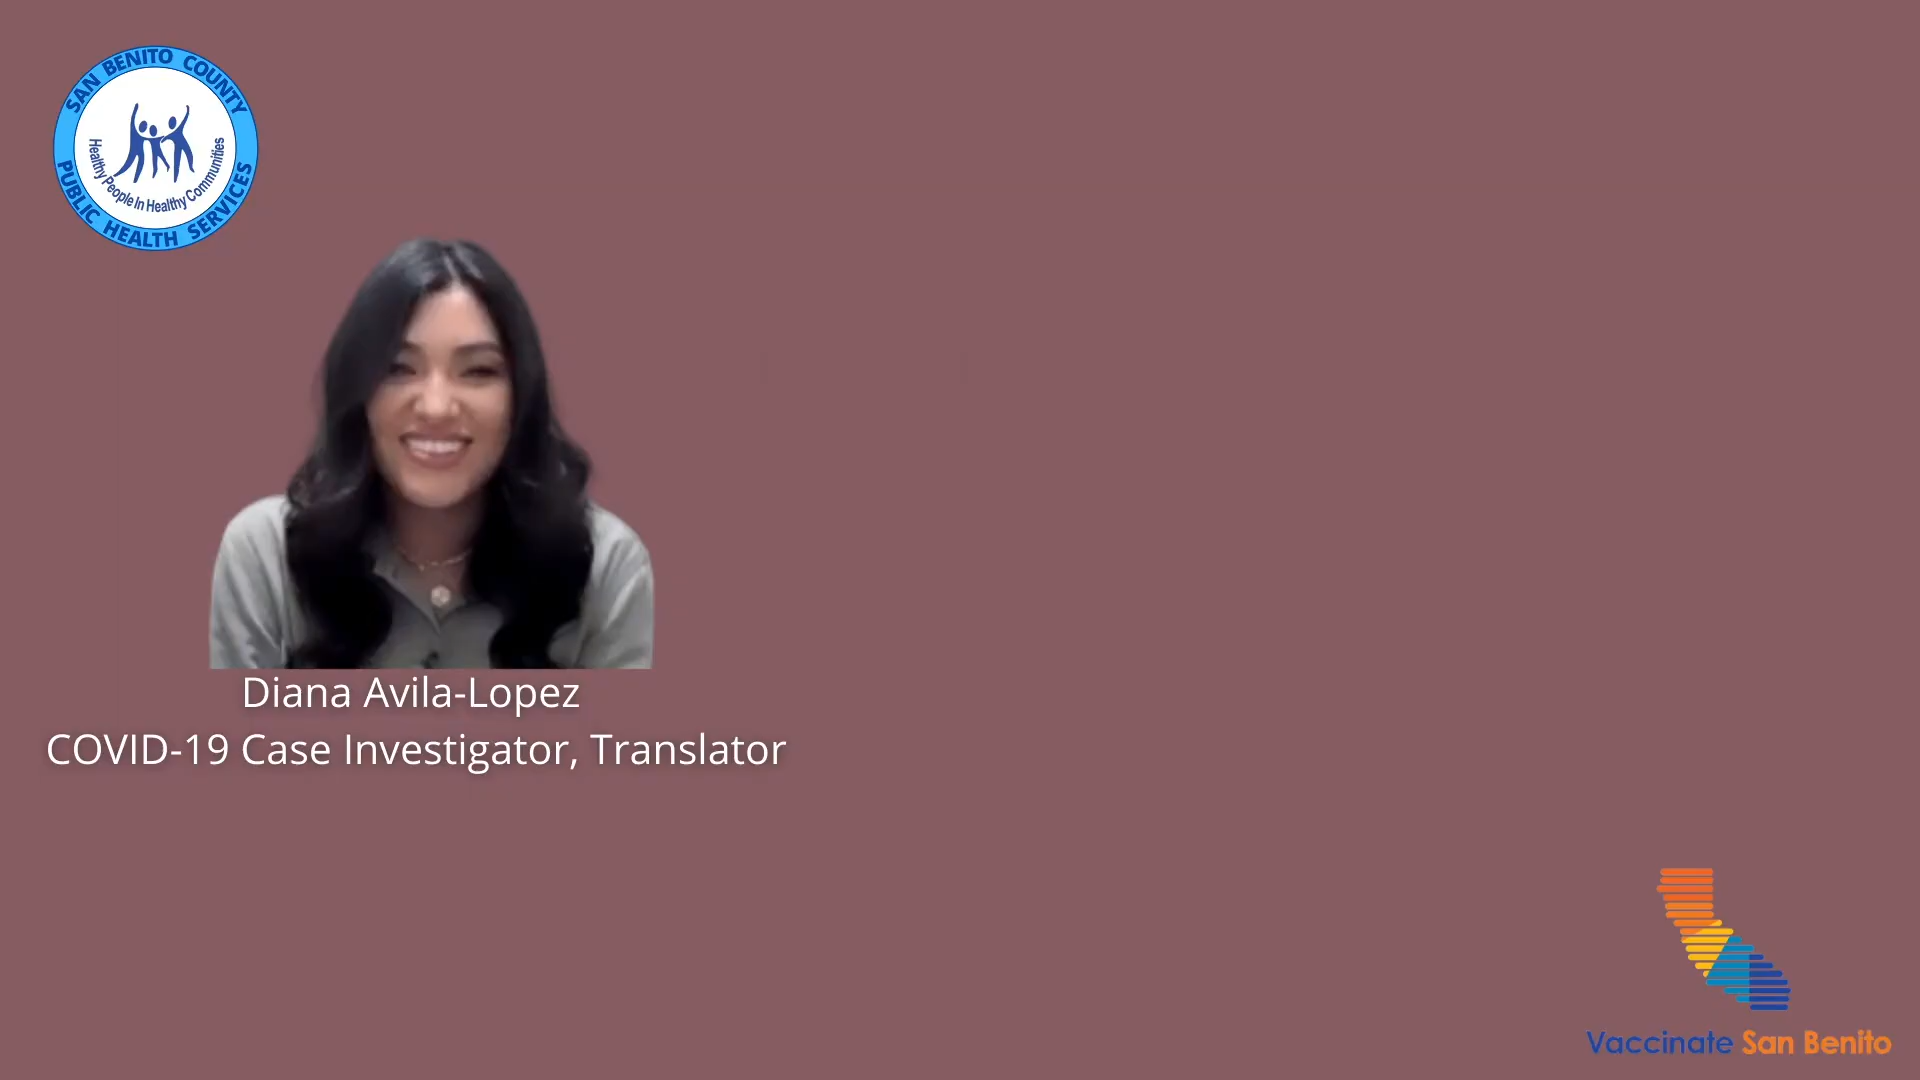 SAN BENITO COUNTY
Healthy People In Healthy Communities
PUBLIC HEALTH SERVICES
Diana Avila-Lopez
COVID-19 Case Investigator, Translator
Vaccinate San Benito